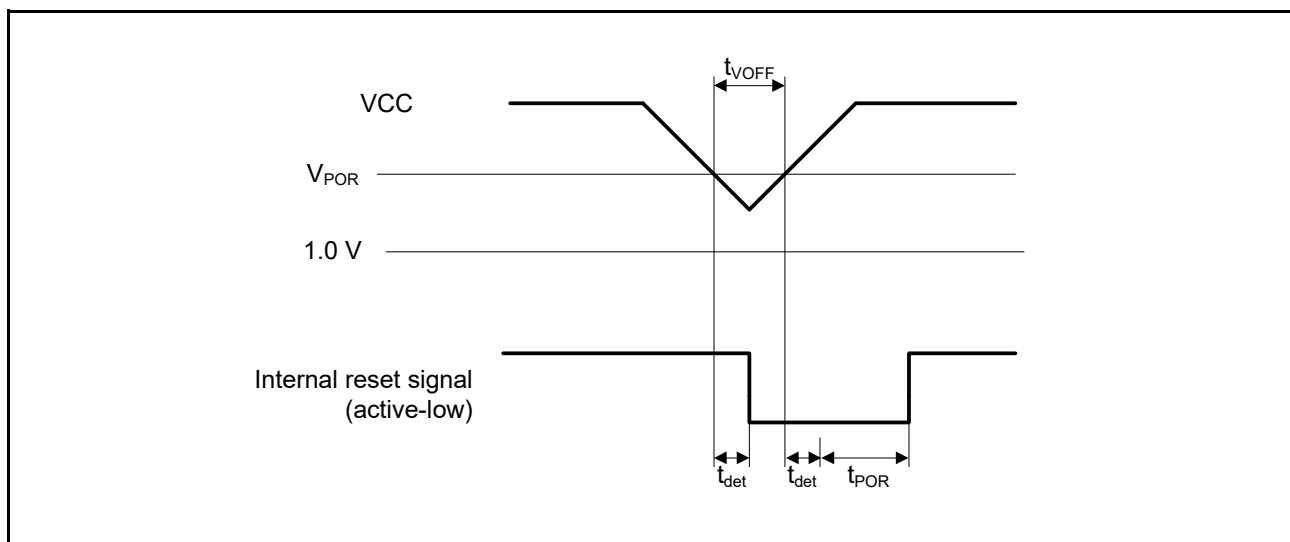 tVOFF
VCC
VPOR
1.0 V
Internal reset signal
(active-low)
tdet
tdet
tPOR